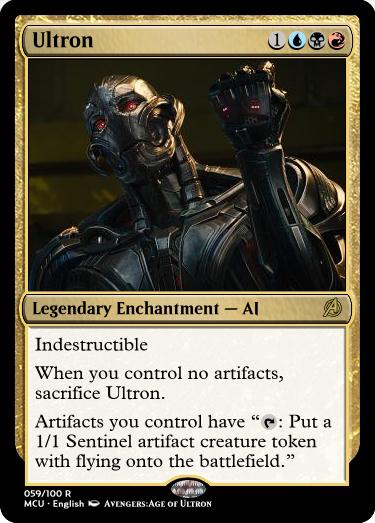 Ultron 1
Legendary Enchantment — AI
Indestructible
When you control no artifacts,
sacrifice Ultron.
Artifacts you control have “: Put a
1/1 Sentinel artifact creature token
with flying onto the battlefield.”
059/100 R
MCU • English Avengers:Age of Ultron